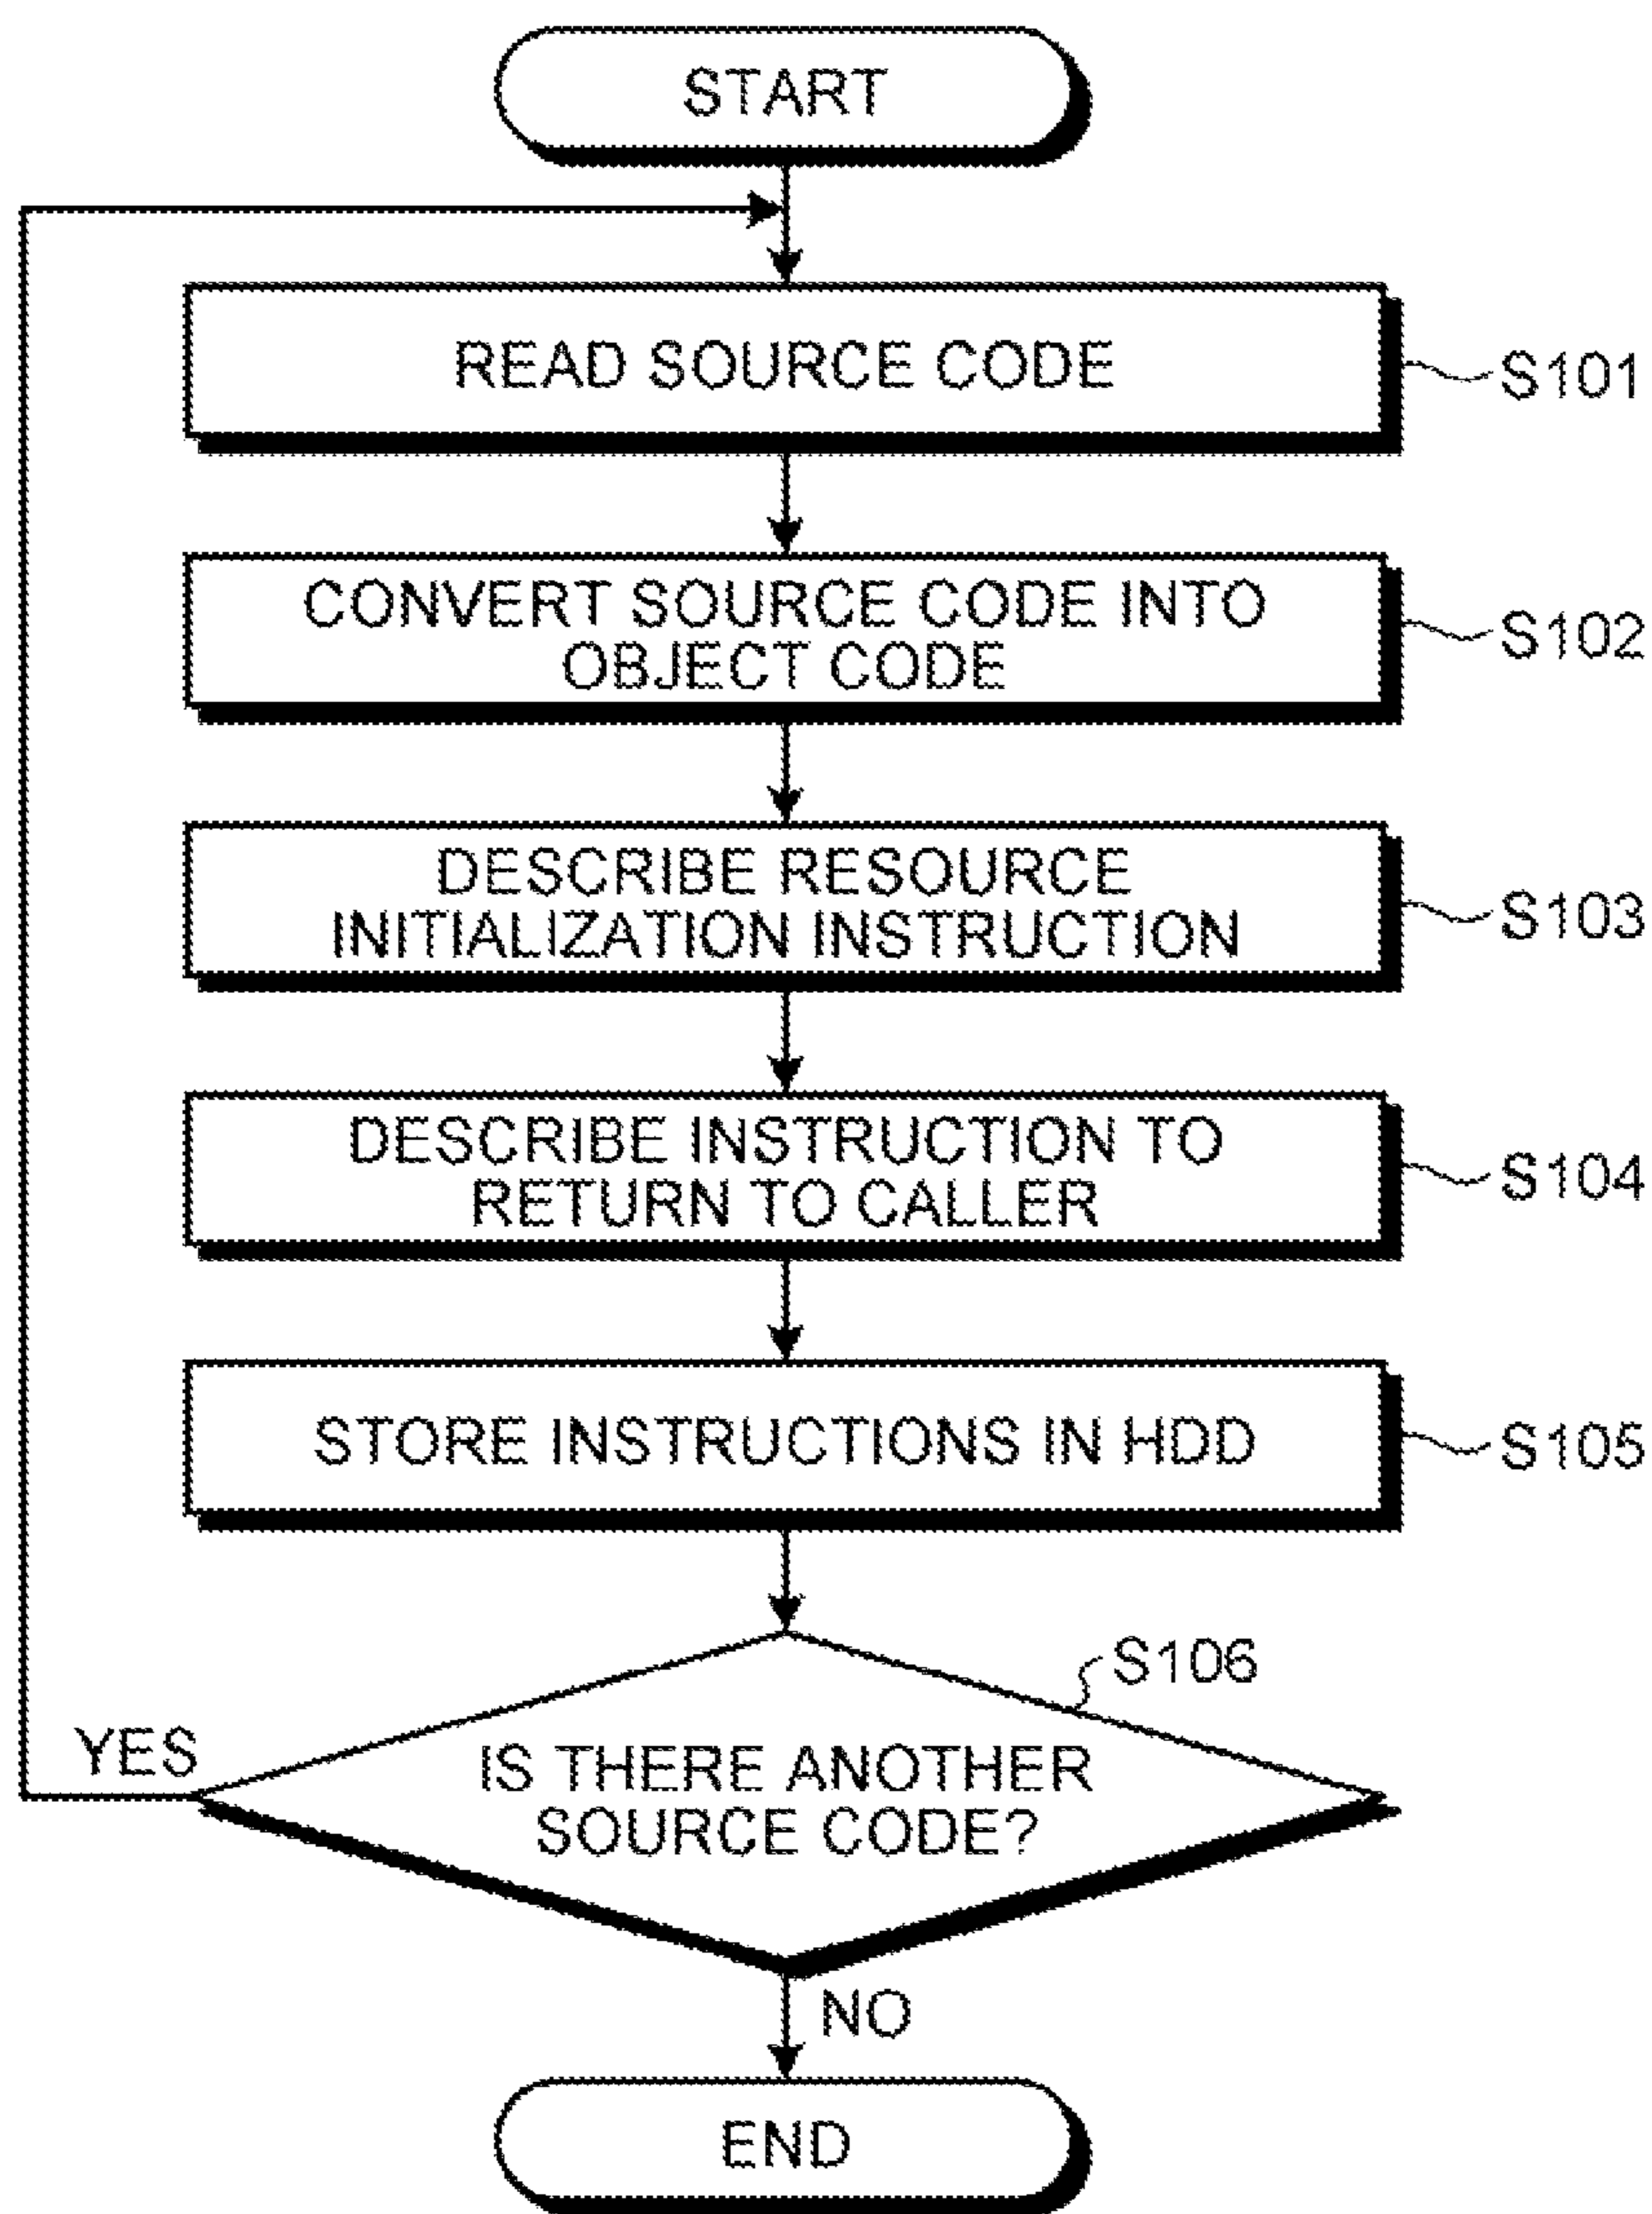 START
READ SOURCE CODE
S101
CONVERT SOURCE CODE INTO
OBJECT CODE
S102
DESCRIBE RESOURCE
INITIALIZATION INSTRUCTION
S103
DESCRIBE INSTRUCTION TO
RETURN TO CALLER
S104
STORE INSTRUCTIONS IN HDD
S105
S106
YES
IS THERE ANOTHER
SOURCE CODE?
NO
END